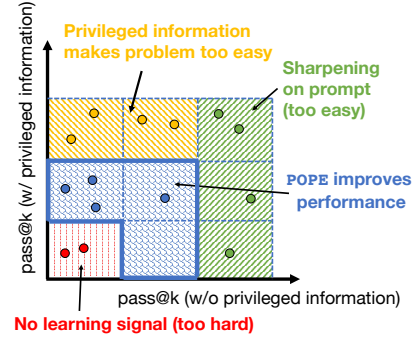 Privileged information
makes problem too easy
Sharpening
on prompt
(too easy)
pass@k (w/ privileged information)
POPE improves
performance
pass@k (w/o privileged information)
No learning signal (too hard)